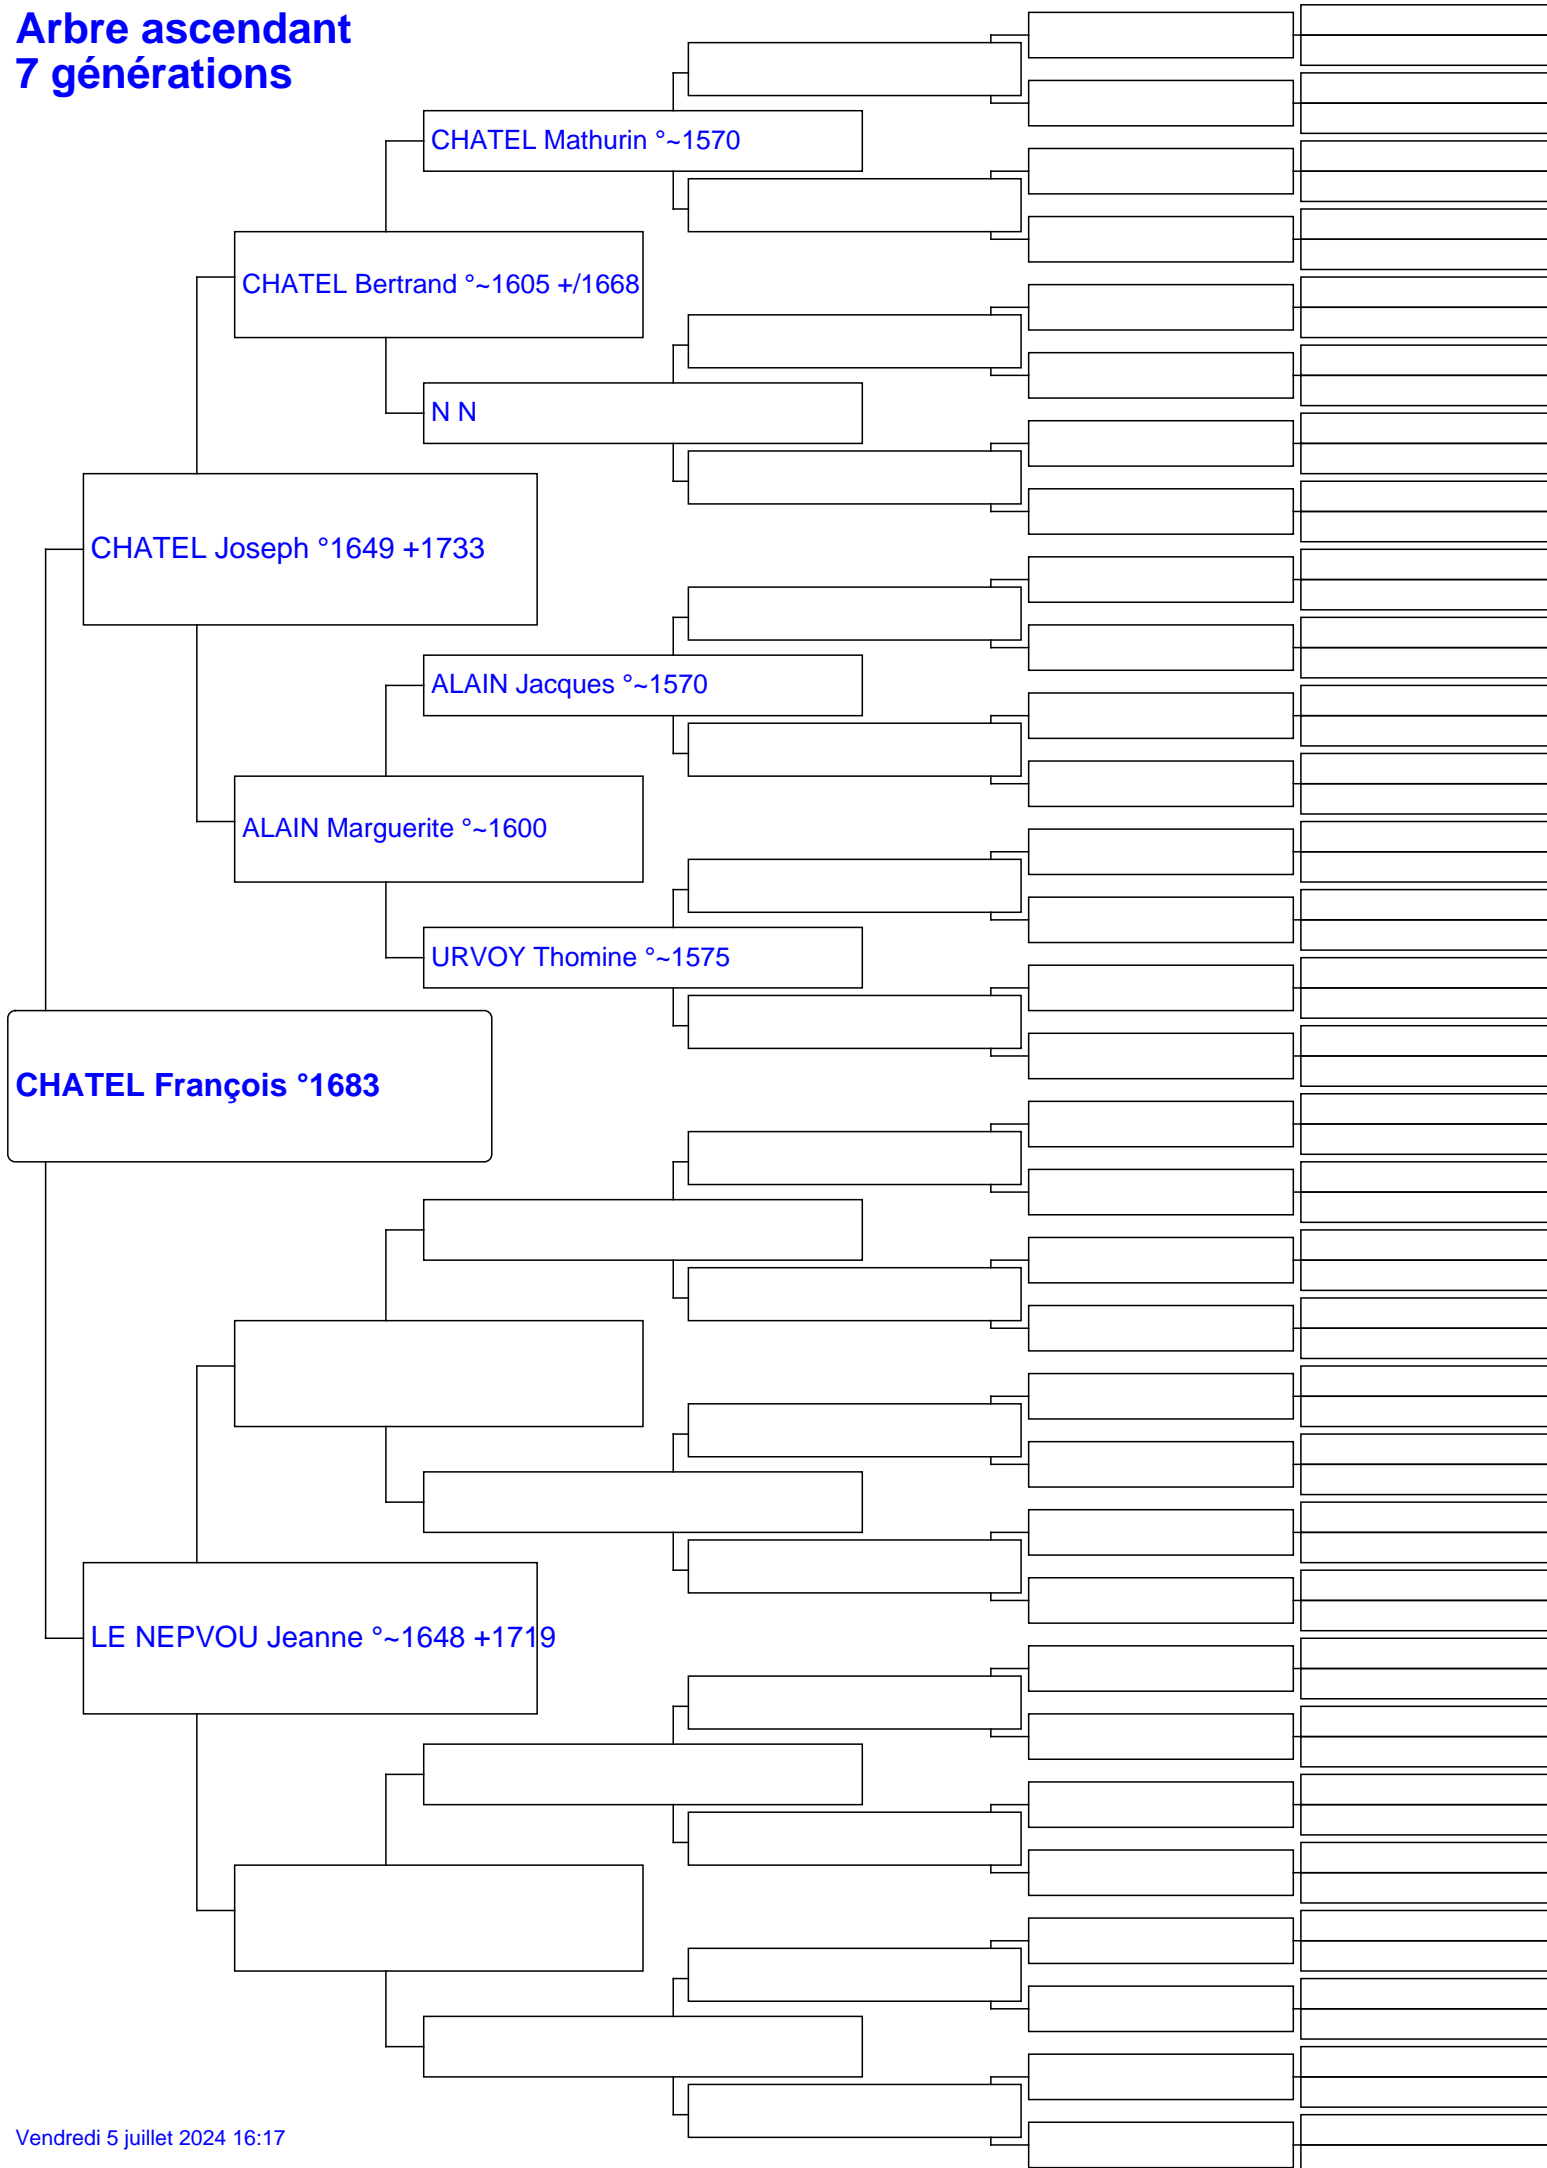 Arbre ascendant
7 générations
CHATEL Mathurin °~1570
CHATEL Bertrand °~1605 +/1668
N N
CHATEL Joseph °1649 +1733
ALAIN Jacques °~1570
ALAIN Marguerite °~1600
URVOY Thomine °~1575
CHATEL François °1683
LE NEPVOU Jeanne °~1648 +1719
Vendredi 5 juillet 2024 16:17